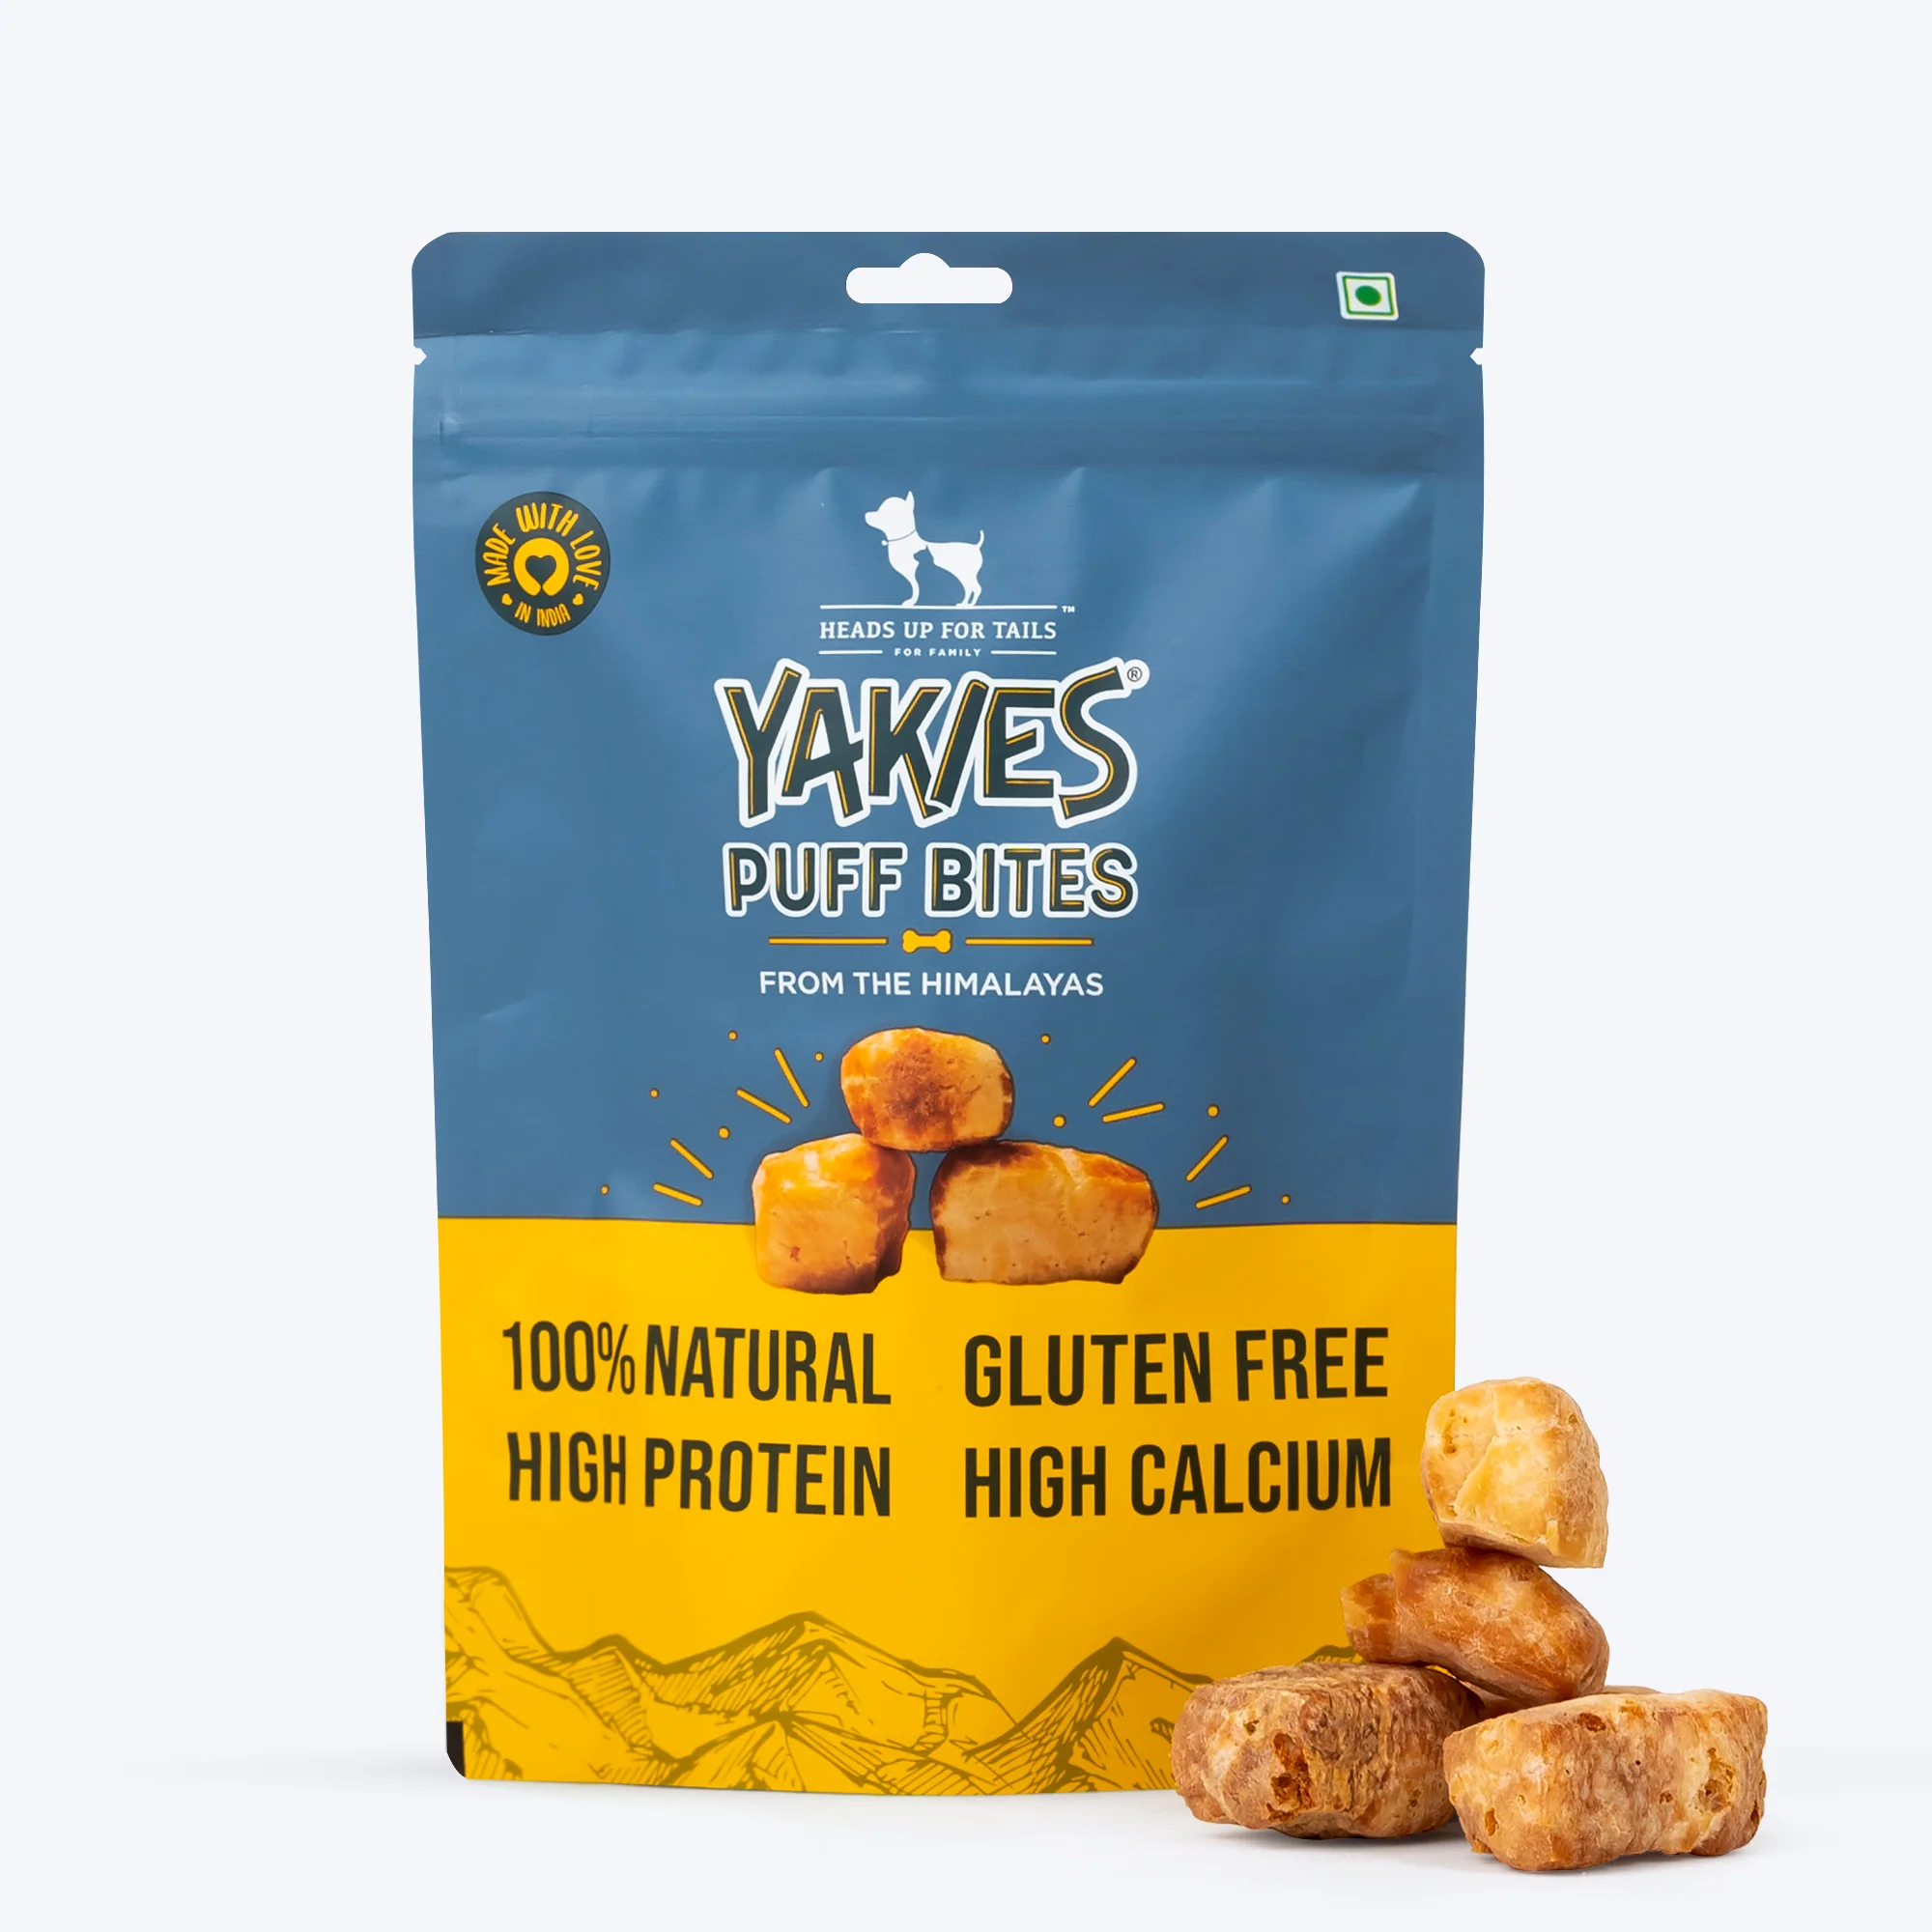 MADE WITH LOVE
IN INDIA
HEADS UP FOR TAILS™
FOR FAMILY
YAKIES®
PUFF BITES
FROM THE HIMALAYAS
100% NATURAL GLUTEN FREE
HIGH PROTEIN HIGH CALCIUM